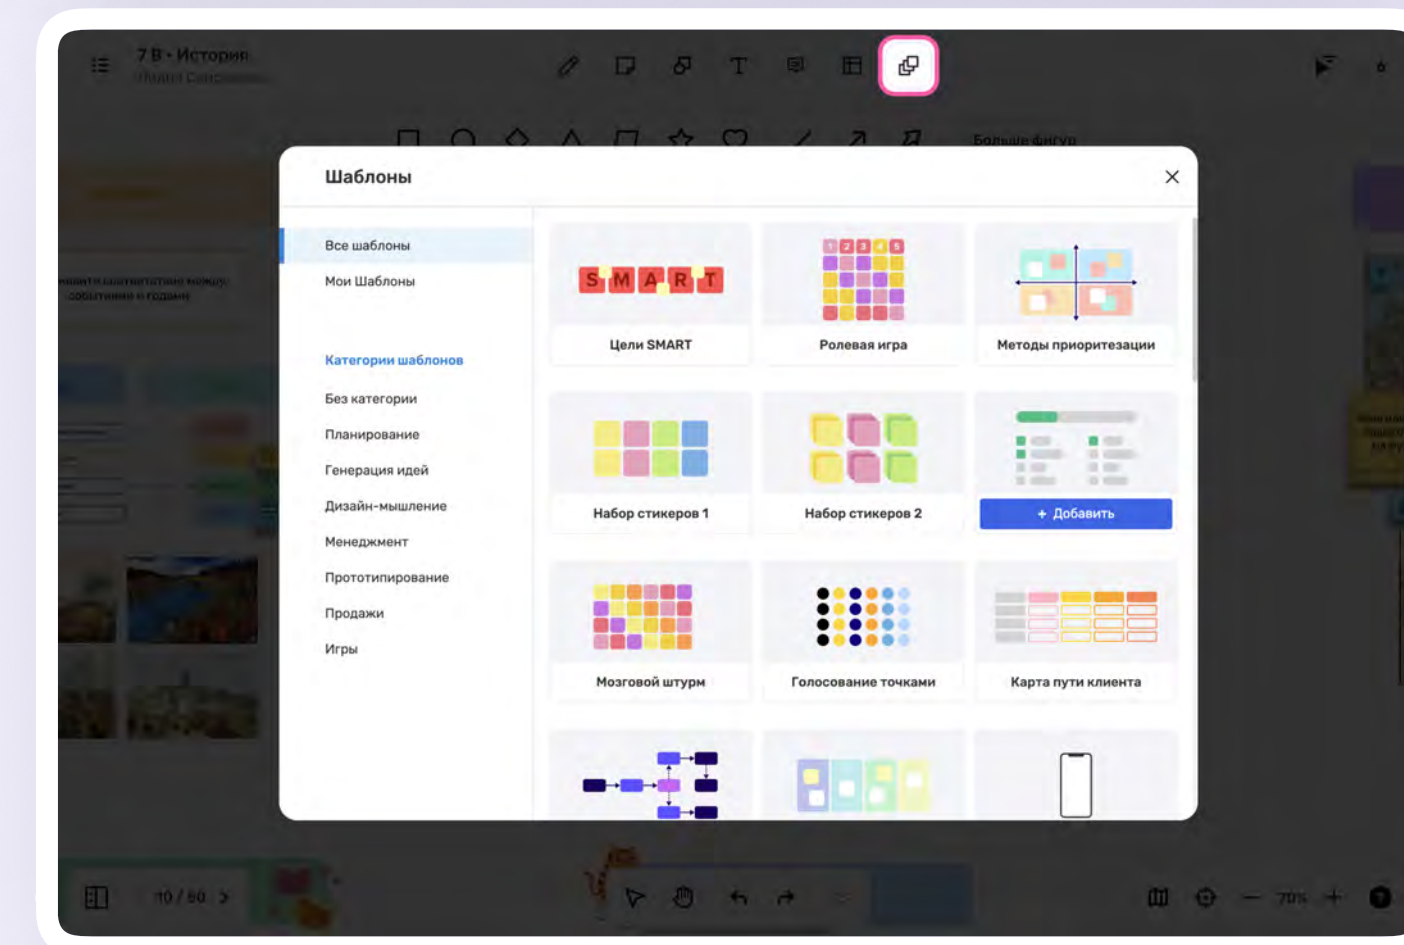 7 В - История
Больше фигур
Шаблоны
Все шаблоны
Мои Шаблоны
Категории шаблонов
Без категории
Планирование
Генерация идей
Дизайн-мышление
Менеджмент
Прототипирование
Продажи
Игры
S M A R T
Цели SMART
1 2 3 4 5
Ролевая игра
Методы приоритезации
Набор стикеров 1
Набор стикеров 2
+ Добавить
Мозговой штурм
Голосование точками
Карта пути клиента
событиями и годами
10 / 60
70%
?